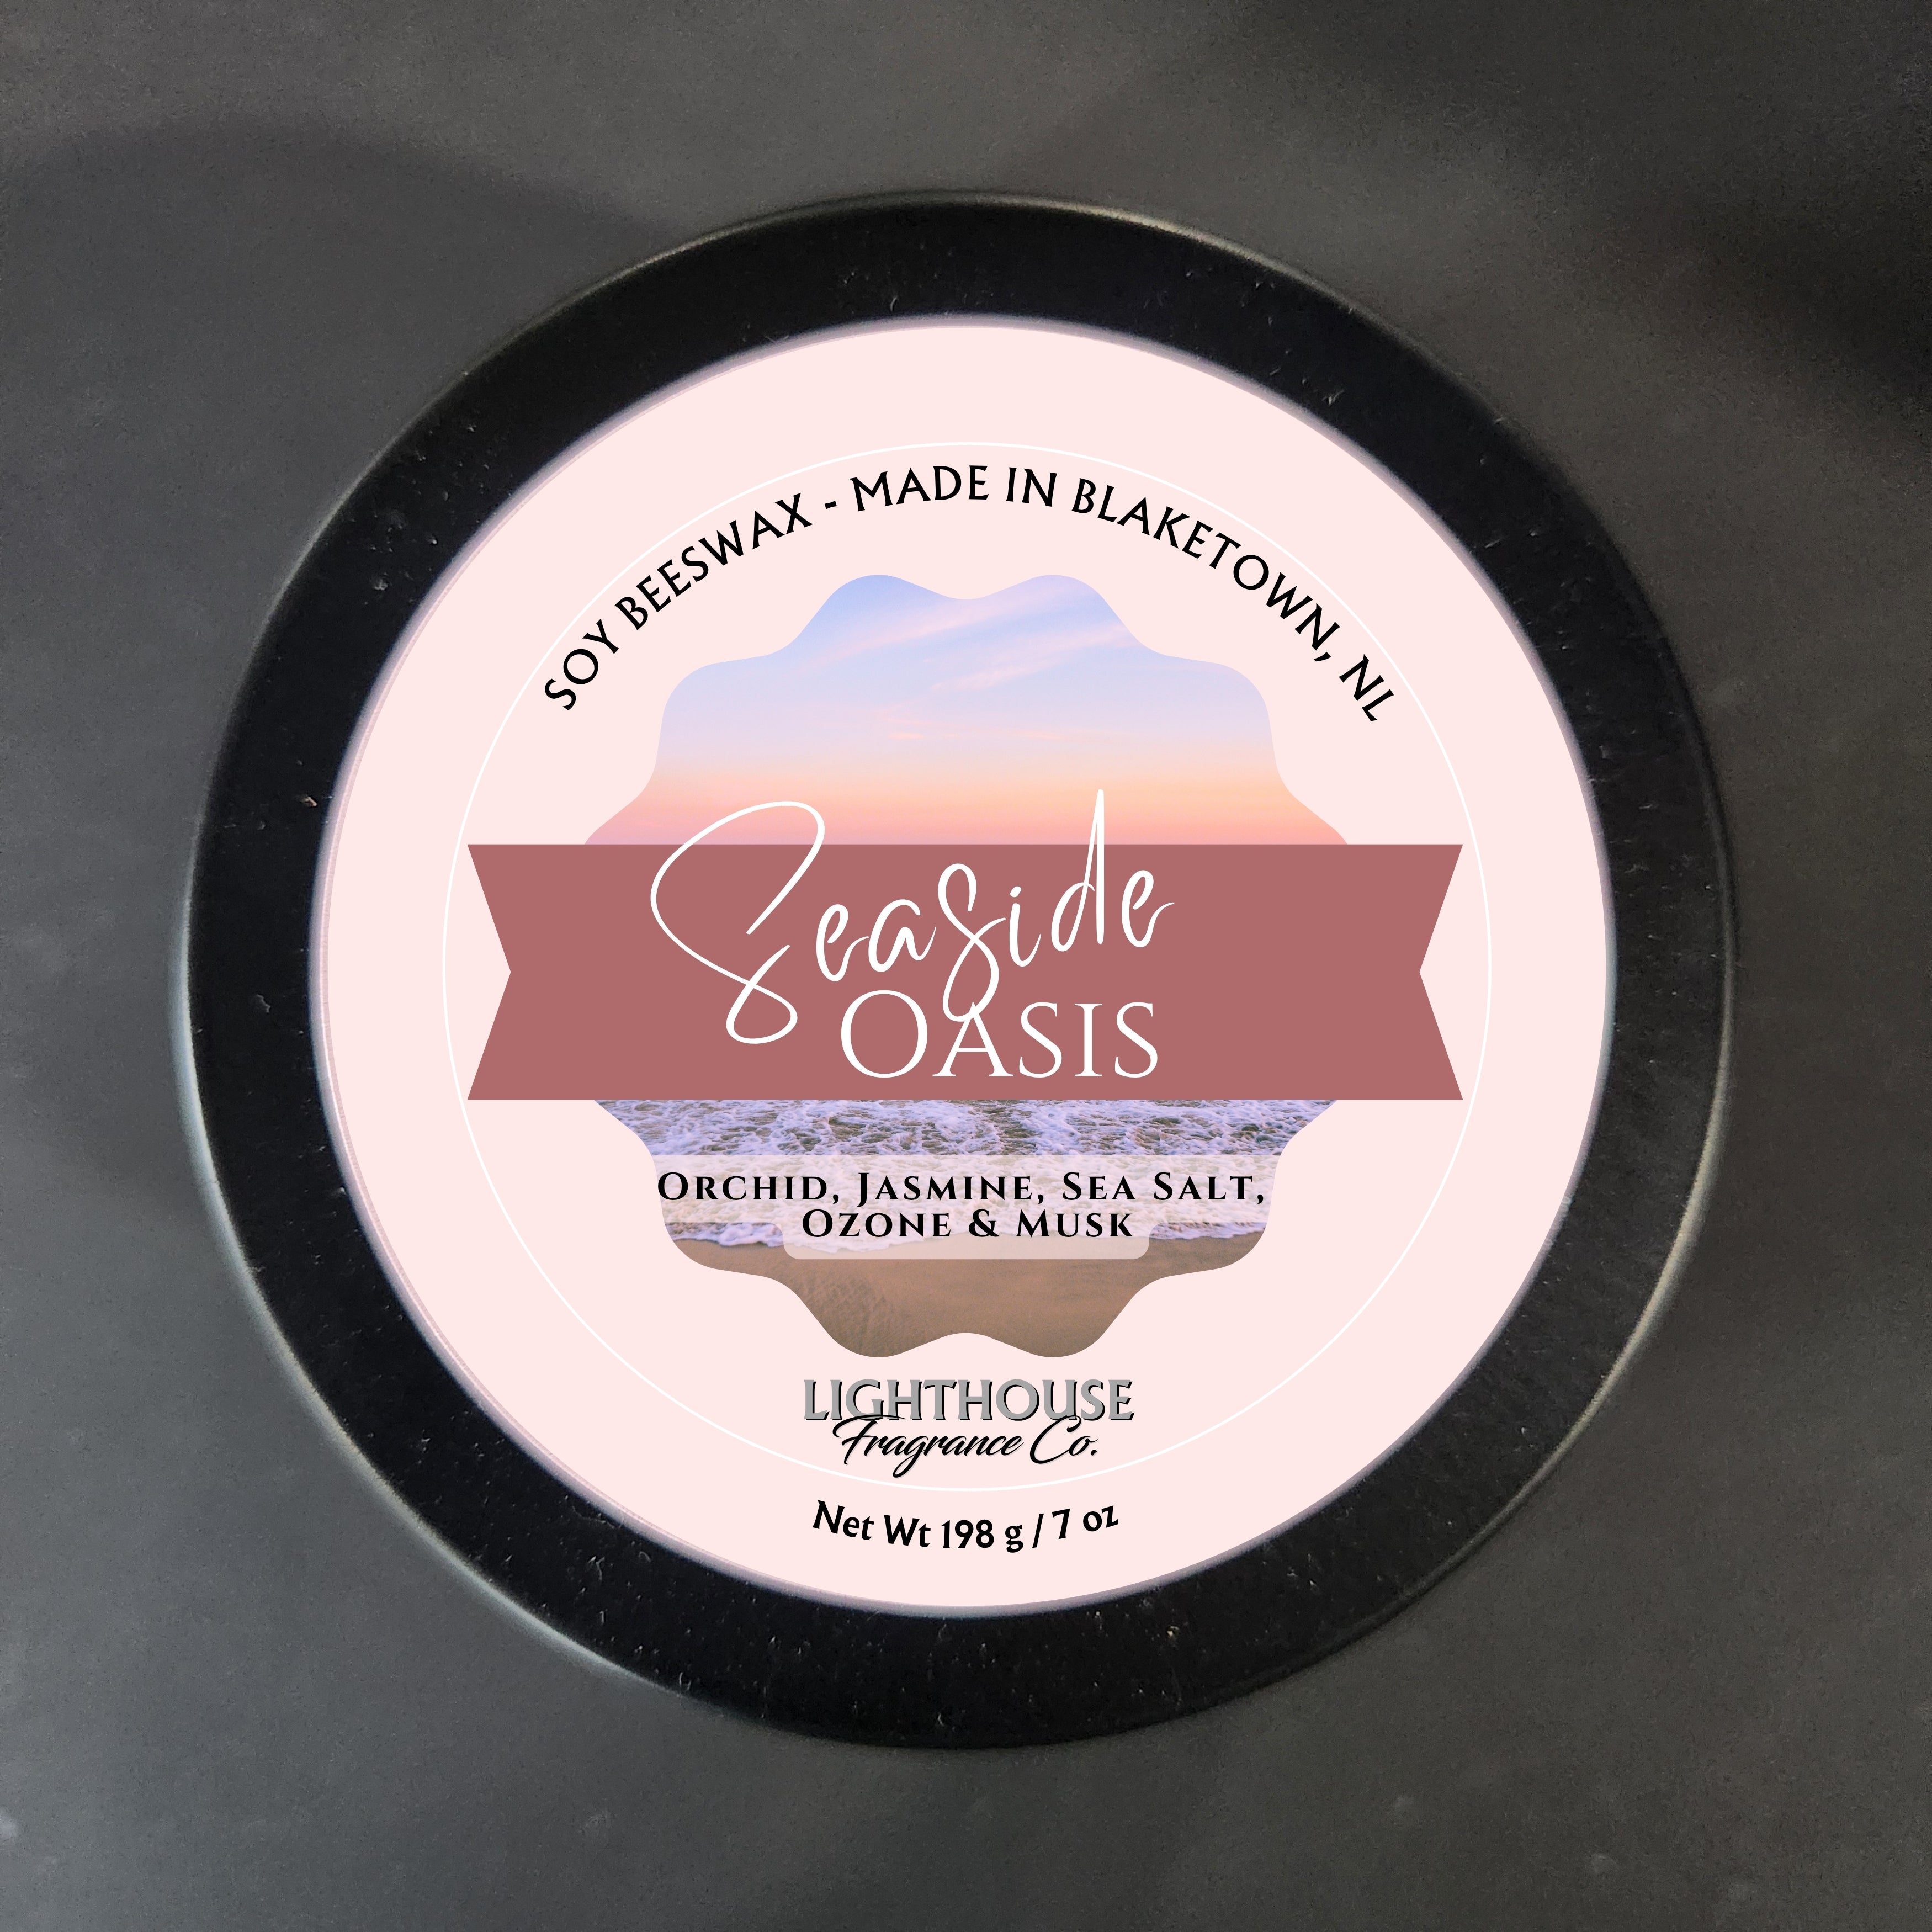 SOY BEESWAX - MADE IN BLAKETOWN, NL
Seaside
OASIS
Orchid, Jasmine, Sea Salt,
Ozone & Musk
LIGHTHOUSE
Fragrance Co.
Net Wt 198 g / 7 oz